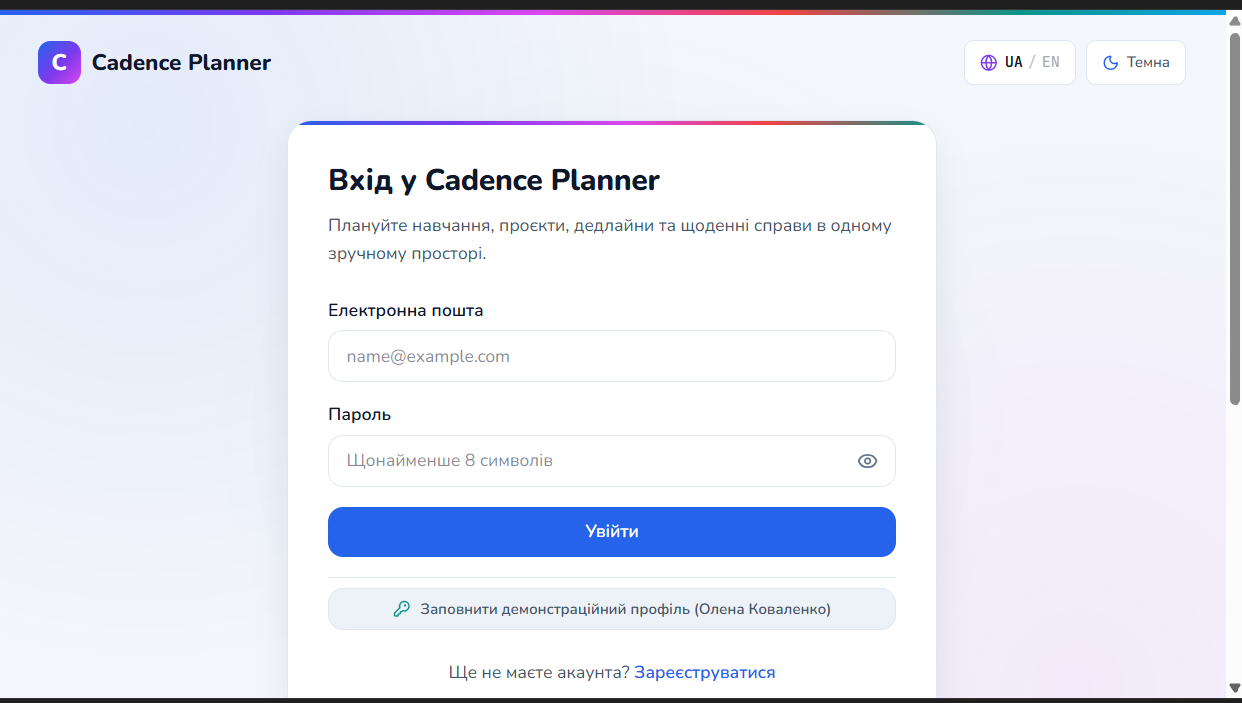 C Cadence Planner
UA / EN
Темна
Вхід у Cadence Planner
Плануйте навчання, проєкти, дедлайни та щоденні справи в одному
зручному просторі.
Електронна пошта
name@example.com
Пароль
Щонайменше 8 символів
Увійти
Заповнити демонстраційний профіль (Олена Коваленко)
Ще не маєте акаунта? Зареєструватися